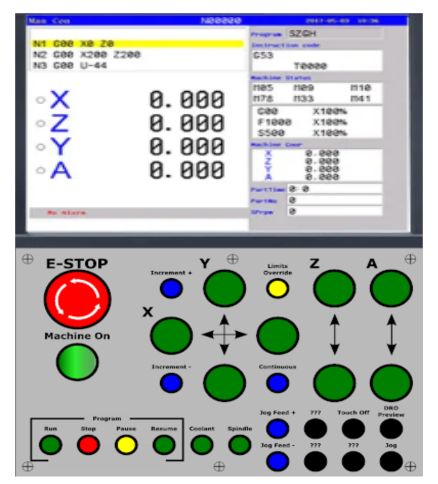 Man Con N00000 2017-05-03 10:36
Program SZGH
N1 G00 X0 Z0
N2 G00 X200 Z200
N3 G00 U-44
Instruction code
G53
T0000
Machine Status
M05 M09 M10
M78 M33 M41
G00 X100%
F1000 X100%
S500 X100%
X 0.000
Z 0.000
Y 0.000
A 0.000
Machine Coor
X 0.000
Z 0.000
Y 0.000
A 0.000
PartTime 0: 0
PartNo 0
SPrpm 0
No Alarm
E-STOP
Machine On
Increment +
Y
Limits
Override
Z
A
X
Increment -
Continuous
Program
Run Stop Pause Resume Coolant Spindle
Jog Feed + ??? Touch Off DRO
Preview
Jog Feed - ??? ??? Jog